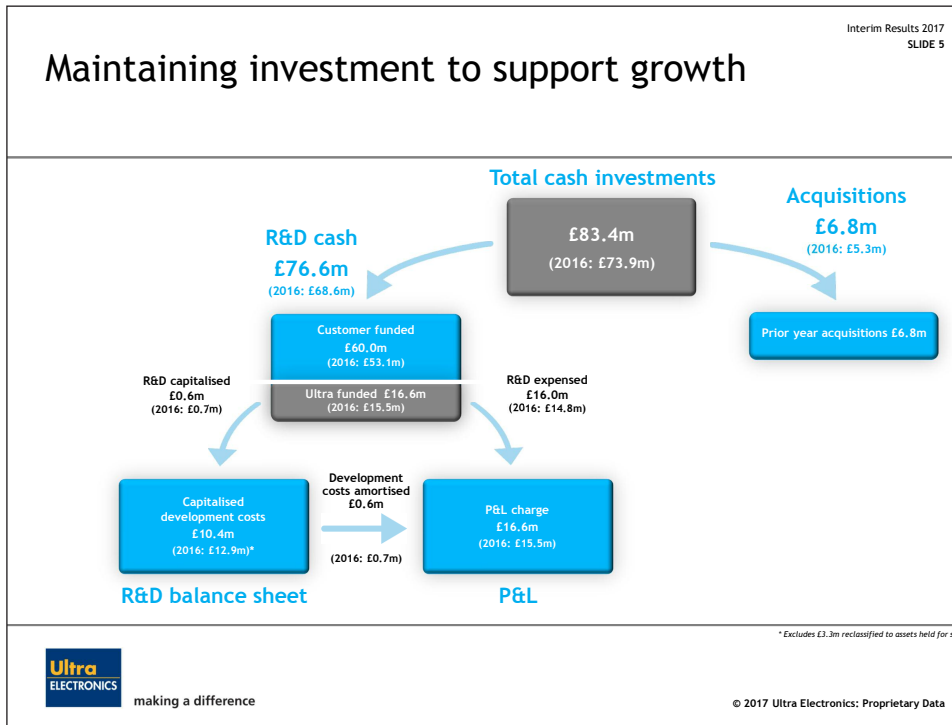 Interim Results 2017
SLIDE 5
Maintaining investment to support growth
Total cash investments
£83.4m
(2016: £73.9m)
Acquisitions
£6.8m
(2016: £5.3m)
Prior year acquisitions £6.8m
R&D cash
£76.6m
(2016: £68.6m)
Customer funded
£60.0m
(2016: £53.1m)
Ultra funded £16.6m
(2016: £15.5m)
R&D capitalised
£0.6m
(2016: £0.7m)
R&D expensed
£16.0m
(2016: £14.8m)
Capitalised
development costs
£10.4m
(2016: £12.9m)*
Development
costs amortised
£0.6m
(2016: £0.7m)
P&L charge
£16.6m
(2016: £15.5m)
R&D balance sheet
P&L
* Excludes £3.3m reclassified to assets held for
Ultra
ELECTRONICS
making a difference
© 2017 Ultra Electronics: Proprietary Data